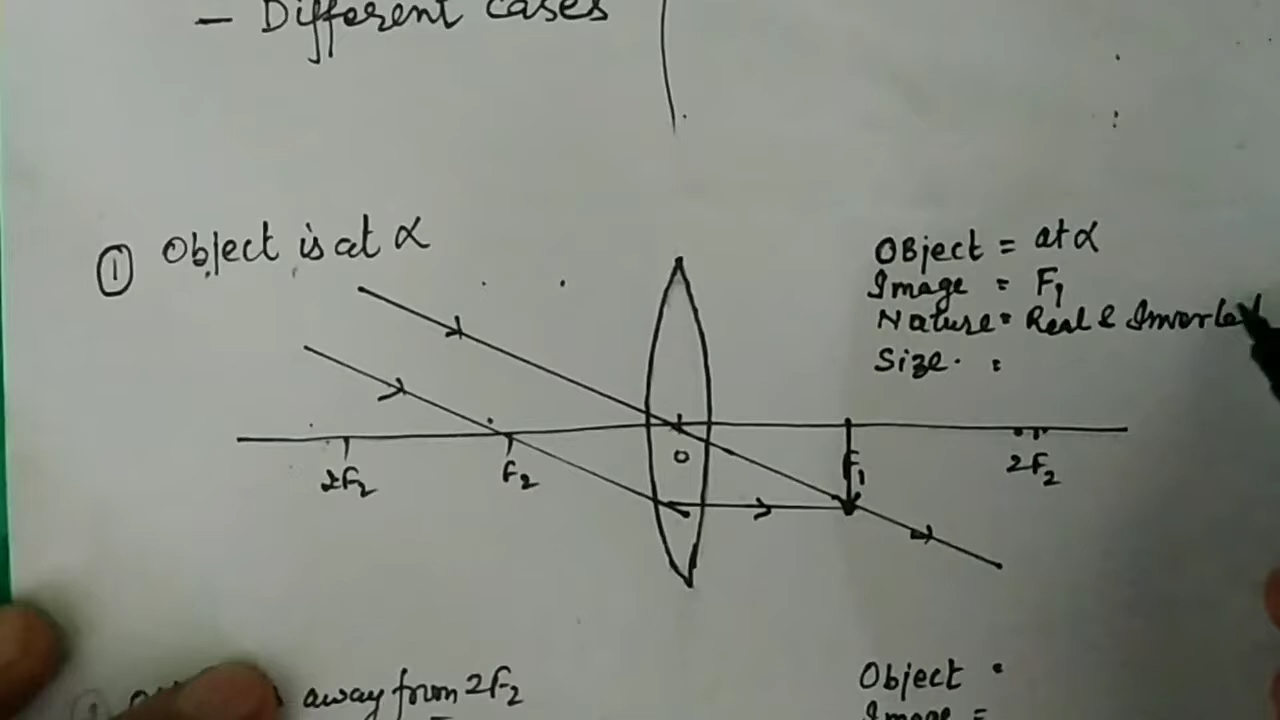 - Different cases
① Object is at α
OBject = at α
Image = F₁
Nature = Real & Inverted
Size. :
2F₂
F₂
O
F₁
2F₂
away from 2F₂
Object
Image =